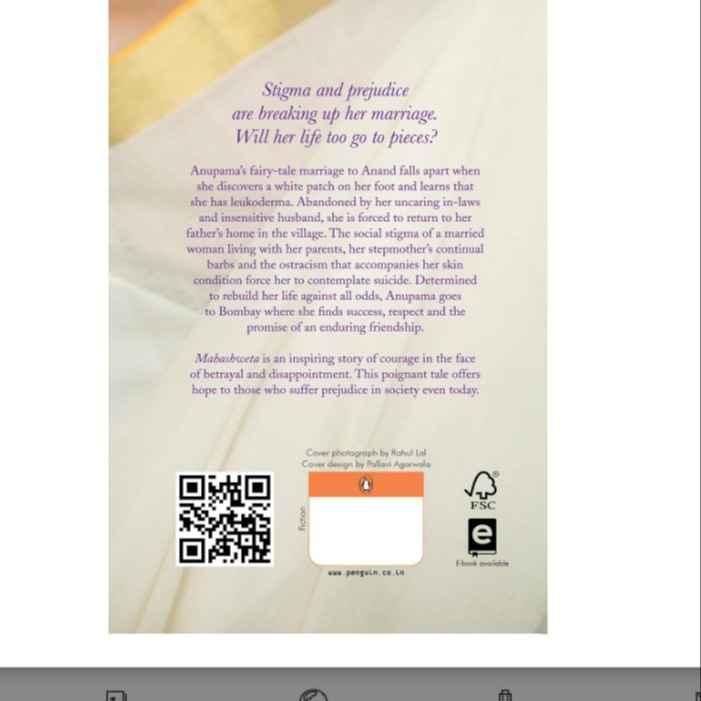 Stigma and prejudice
are breaking up her marriage.
Will her life too go to pieces?
Anupama's fairy-tale marriage to Anand falls apart when
she discovers a white patch on her foot and learns that
she has leukoderma. Abandoned by her uncaring in-laws
and insensitive husband, she is forced to return to her
father's home in the village. The social stigma of a married
woman living with her parents, her stepmother's continual
barbs and the ostracism that accompanies her skin
condition force her to contemplate suicide. Determined
to rebuild her life against all odds, Anupama goes
to Bombay where she finds success, respect and the
promise of an enduring friendship.
Mahashweta is an inspiring story of courage in the face
of betrayal and disappointment. This poignant tale offers
hope to those who suffer prejudice in society even today.
Cover photograph by Rahul Lal
Cover design by Pallavi Agarwala
Fiction
www.penguin.co.in
FSC
e
E-book available